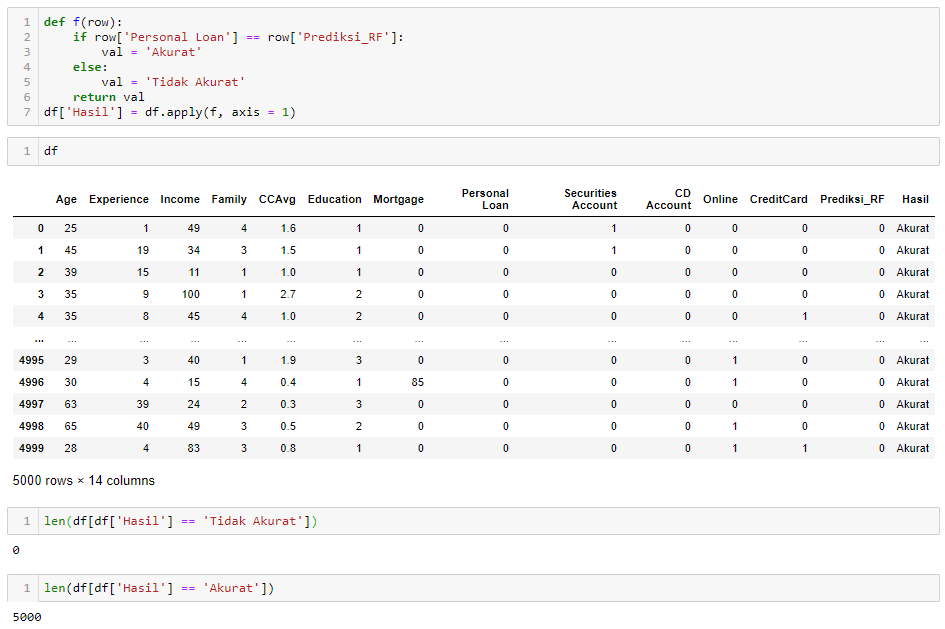 1 def f(row):
2     if row['Personal Loan'] == row['Prediksi_RF']:
3         val = 'Akurat'
4     else:
5         val = 'Tidak Akurat'
6     return val
7 df['Hasil'] = df.apply(f, axis = 1)
1 df
Age Experience Income Family CCAvg Education Mortgage Personal Loan Securities Account CD Account Online CreditCard Prediksi_RF Hasil
0 25 1 49 4 1.6 1 0 0 1 0 0 0 0 Akurat
1 45 19 34 3 1.5 1 0 0 1 0 0 0 0 Akurat
2 39 15 11 1 1.0 1 0 0 0 0 0 0 0 Akurat
3 35 9 100 1 2.7 2 0 0 0 0 0 0 0 Akurat
4 35 8 45 4 1.0 2 0 0 0 0 0 1 0 Akurat
... ... ... ... ... ... ... ... ... ... ... ... ... ... ...
4995 29 3 40 1 1.9 3 0 0 0 0 1 0 0 Akurat
4996 30 4 15 4 0.4 1 85 0 0 0 1 0 0 Akurat
4997 63 39 24 2 0.3 3 0 0 0 0 0 0 0 Akurat
4998 65 40 49 3 0.5 2 0 0 0 0 1 0 0 Akurat
4999 28 4 83 3 0.8 1 0 0 0 0 1 1 0 Akurat
5000 rows × 14 columns
1 len(df[df['Hasil'] == 'Tidak Akurat'])
0
1 len(df[df['Hasil'] == 'Akurat'])
5000